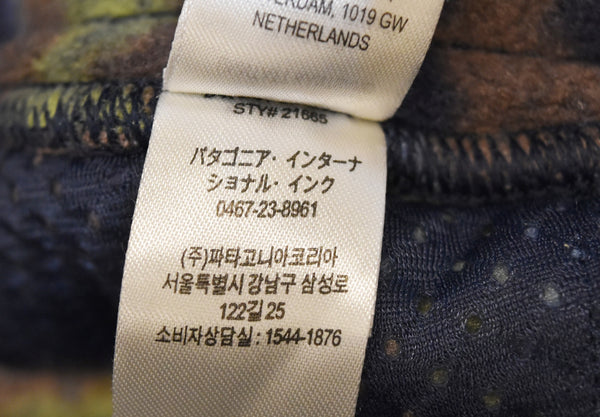 1019 GW
NETHERLANDS
STY# 21665
パタゴニア・インターナ
ショナル・インク
0467-23-8961
(주)파타고니아코리아
서울특별시 강남구 삼성로
122길 25
소비자상담실 : 1544-1876